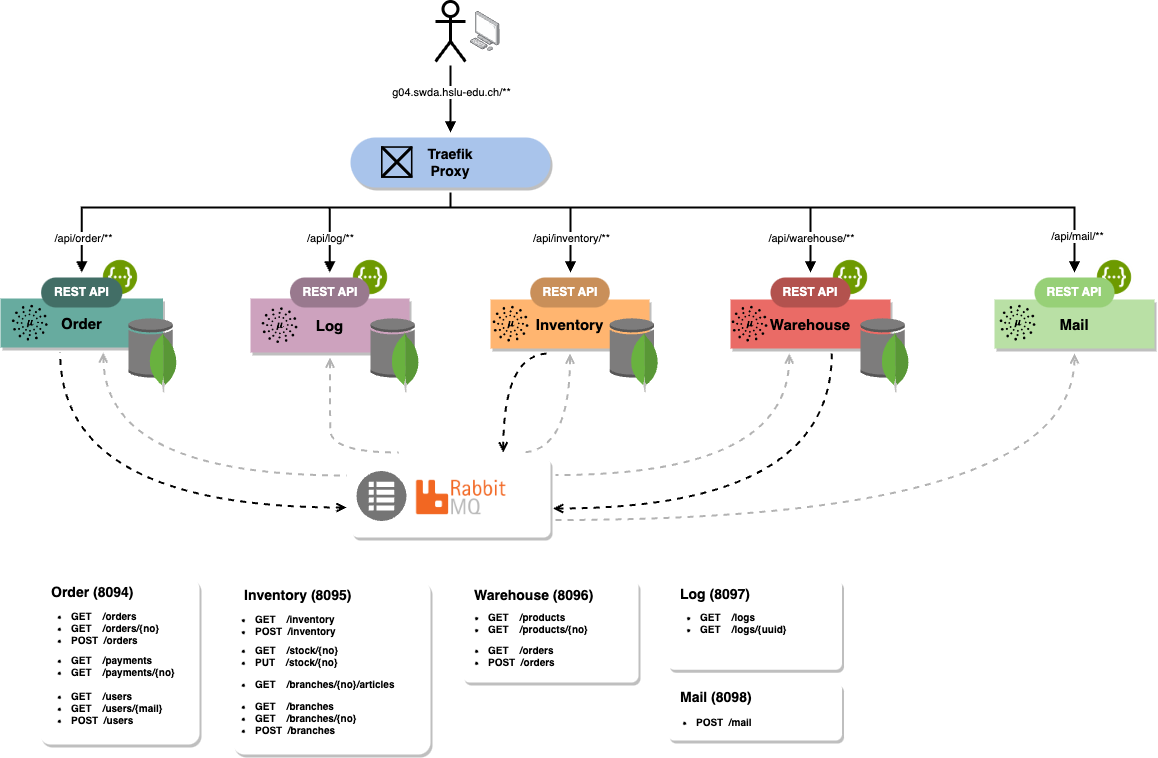 g04.swda.hslu-edu.ch/**
Traefik
Proxy
/api/order/**
/api/log/**
/api/inventory/**
/api/warehouse/**
/api/mail/**
{...}
{...}
{...}
{...}
REST API
REST API
REST API
REST API
REST API
μ
Order
μ
Log
μ
Inventory
μ
Warehouse
μ
Mail
Rabbit
MQ
Order (8094)
GET /orders
GET /orders/{no}
POST /orders
GET /payments
GET /payments/{no}
GET /users
GET /users/{mail}
POST /users
Inventory (8095)
GET /inventory
POST /inventory
GET /stock/{no}
PUT /stock/{no}
GET /branches/{no}/articles
GET /branches
GET /branches/{no}
POST /branches
Warehouse (8096)
GET /products
GET /products/{no}
GET /orders
POST /orders
Log (8097)
GET /logs
GET /logs/{uuid}
Mail (8098)
POST /mail